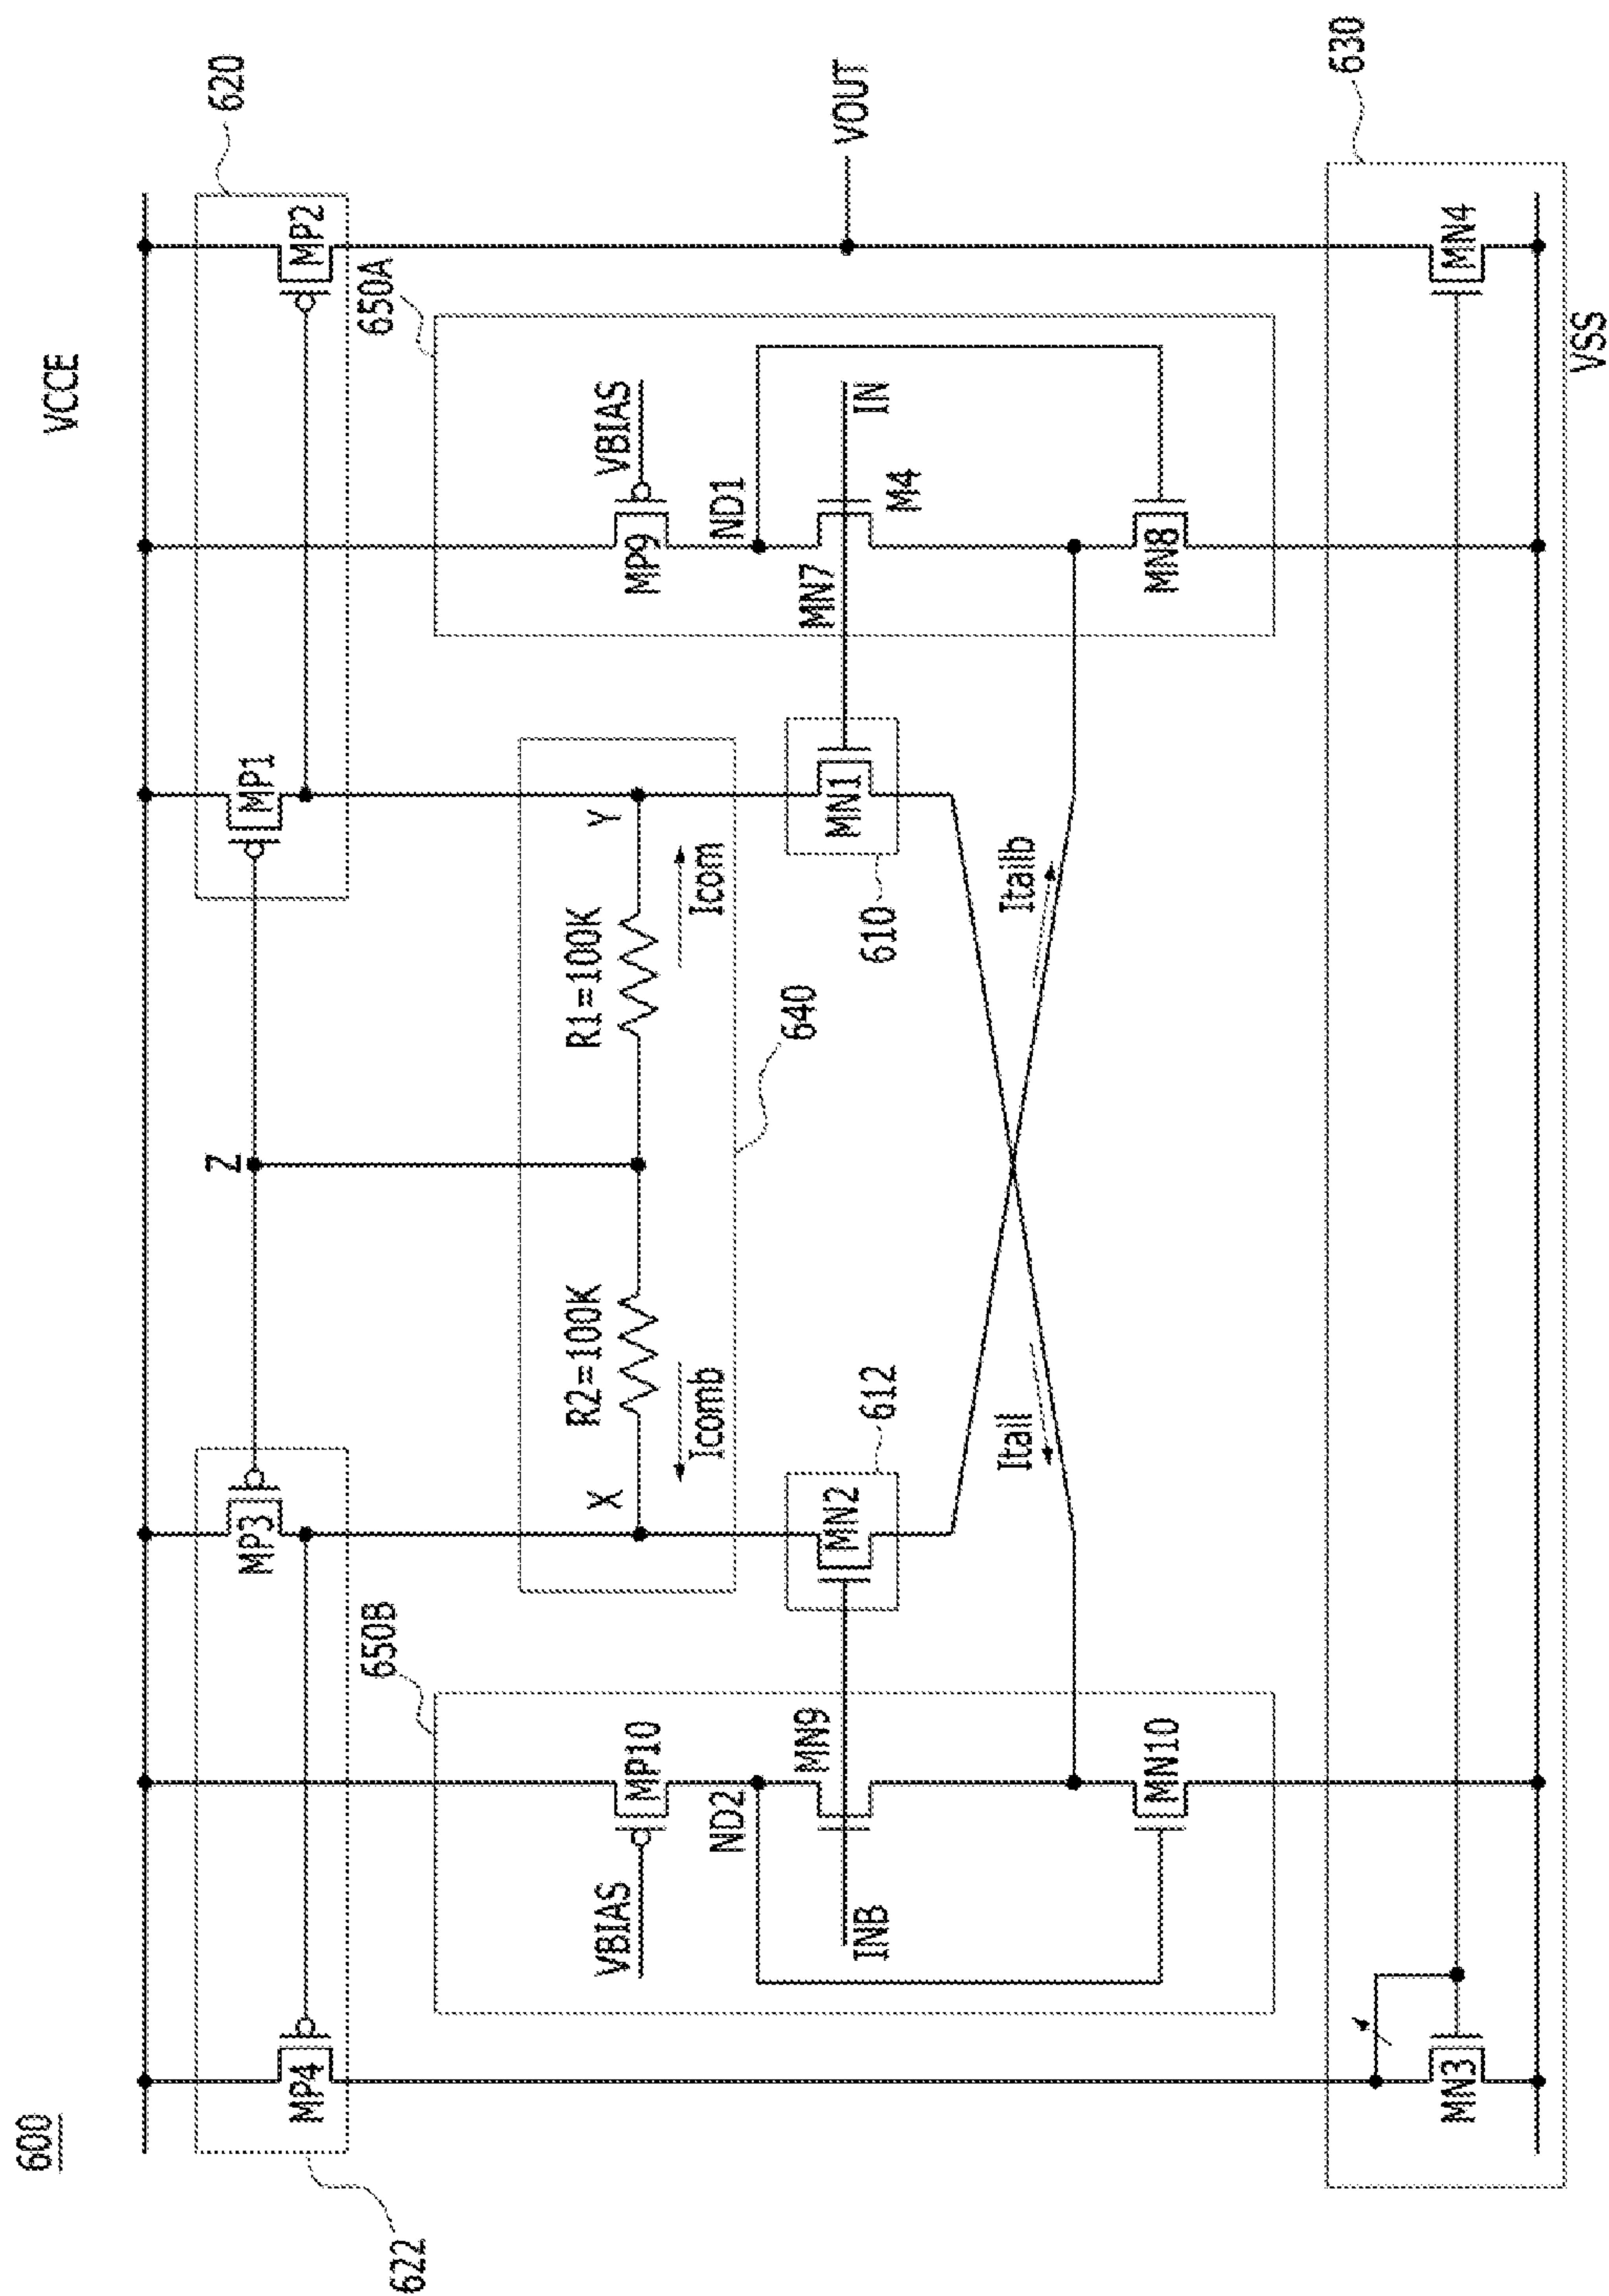 600
VCCE
622
620
MP4
MP3
MP1
MP2
Z
650B
650A
VBIAS
MP10
R2=100K
R1=100K
MP9
VBIAS
X
Y
Icomb
Icom
ND2
ND1
640
MN9
MN7
VOUT
INB
MN2
MN1
IN
M4
612
610
Itail
Itailb
MN10
MN8
630
MN3
MN4
VSS